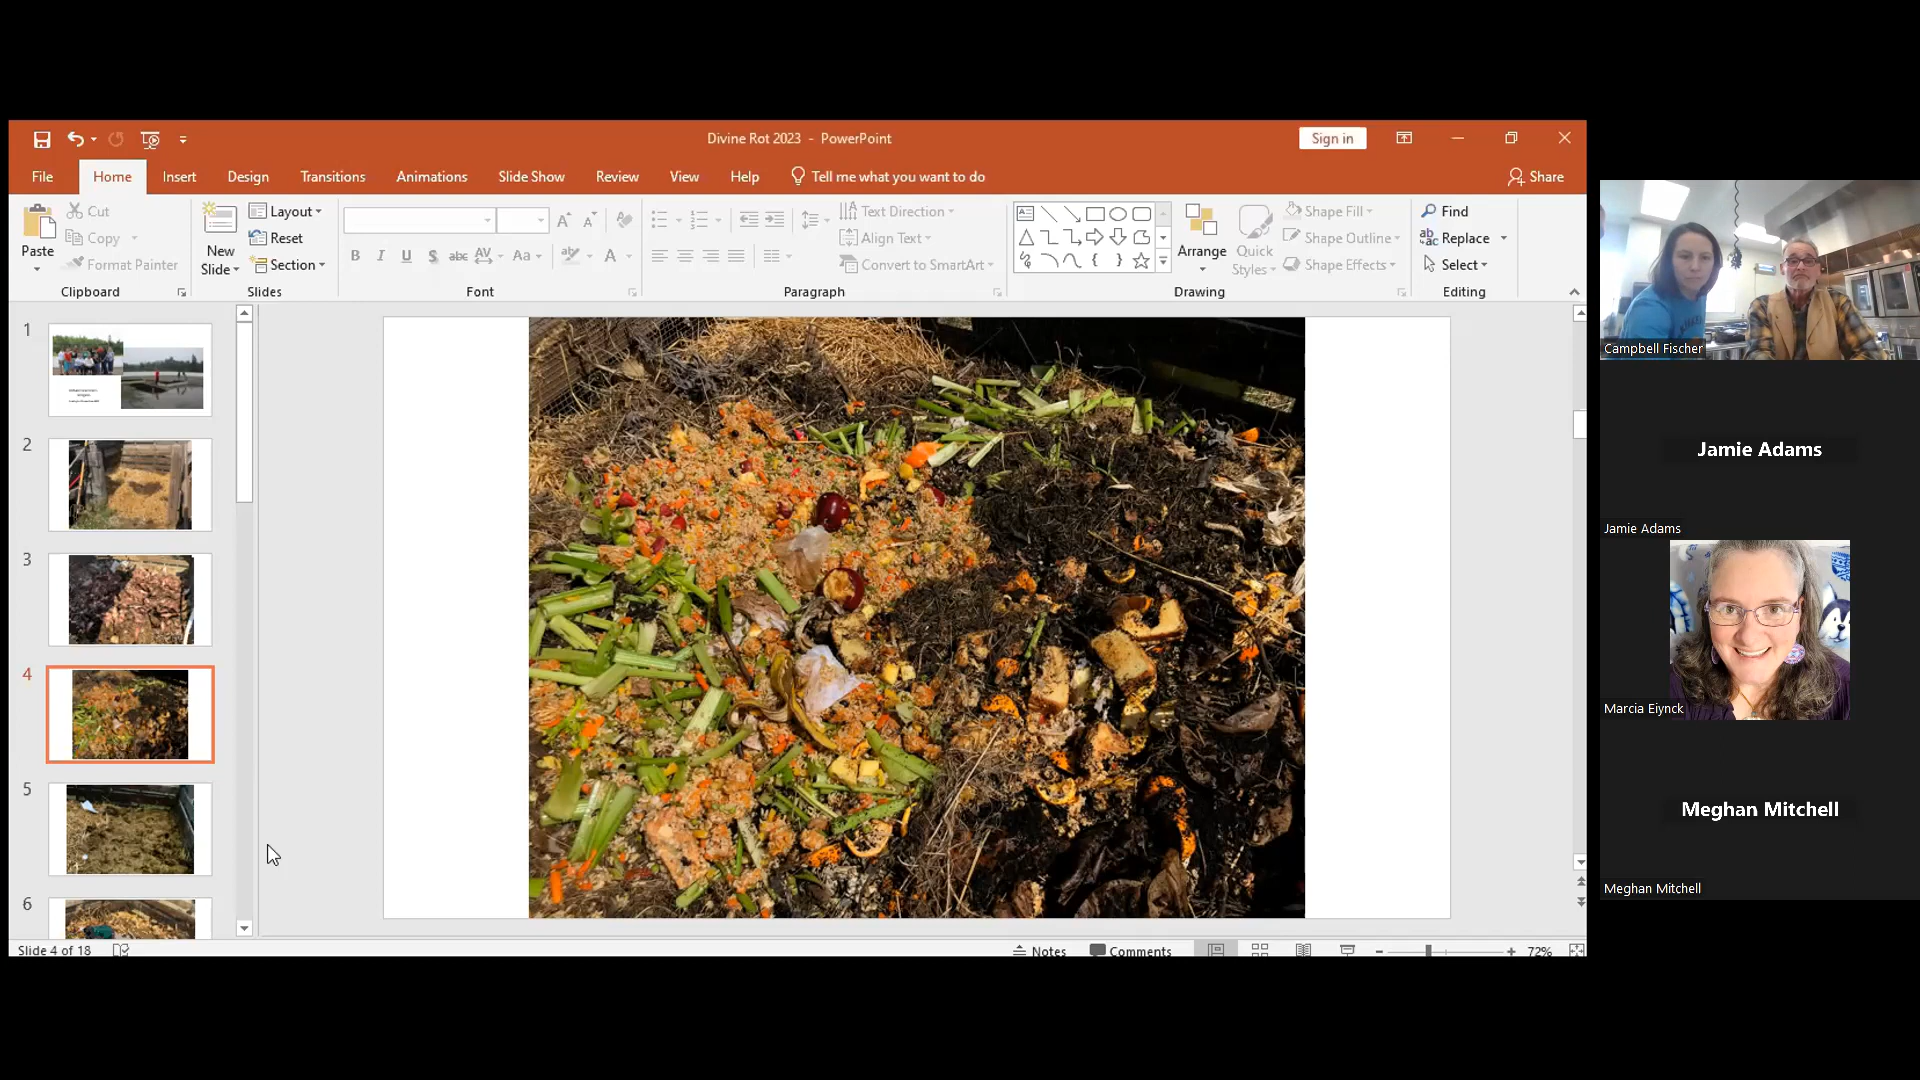 Divine Rot 2023 - PowerPoint
Sign in
File Home Insert Design Transitions Animations Slide Show Review View Help Tell me what you want to do Share
Paste
Cut
Copy
Format Painter
Clipboard
New Slide
Layout
Reset
Section
Slides
B I U S abc AV Aa A
Font
Paragraph
Text Direction
Align Text
Convert to SmartArt
Arrange
Quick Styles
Shape Fill
Shape Outline
Shape Effects
Drawing
Find
Replace
Select
Editing
1
2
3
4
5
6
Slide 4 of 18
Notes
Comments
72%
Campbell Fischer
Jamie Adams
Jamie Adams
Marcia Eiynck
Meghan Mitchell
Meghan Mitchell